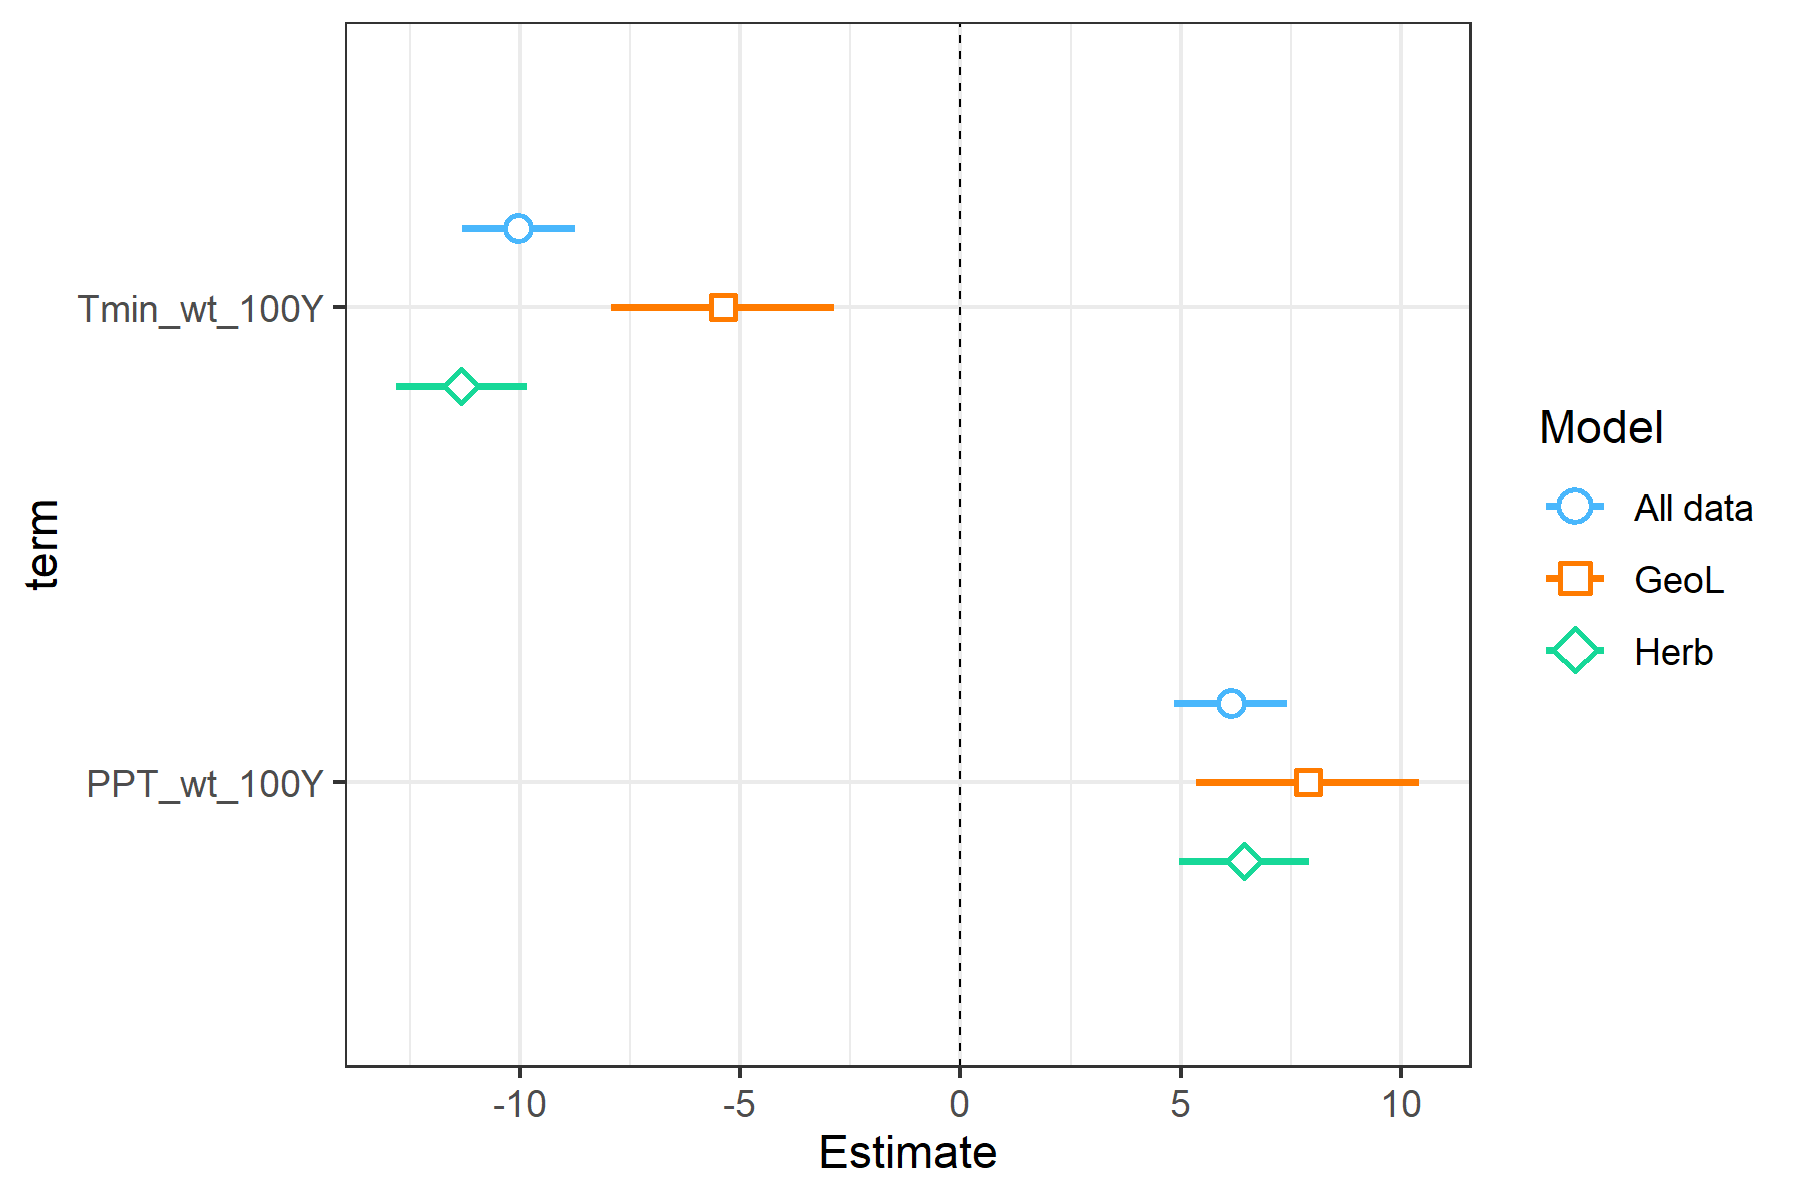 term
Tmin_wt_100Y
PPT_wt_100Y
-10 -5 0 5 10
Estimate
Model
All data
GeoL
Herb